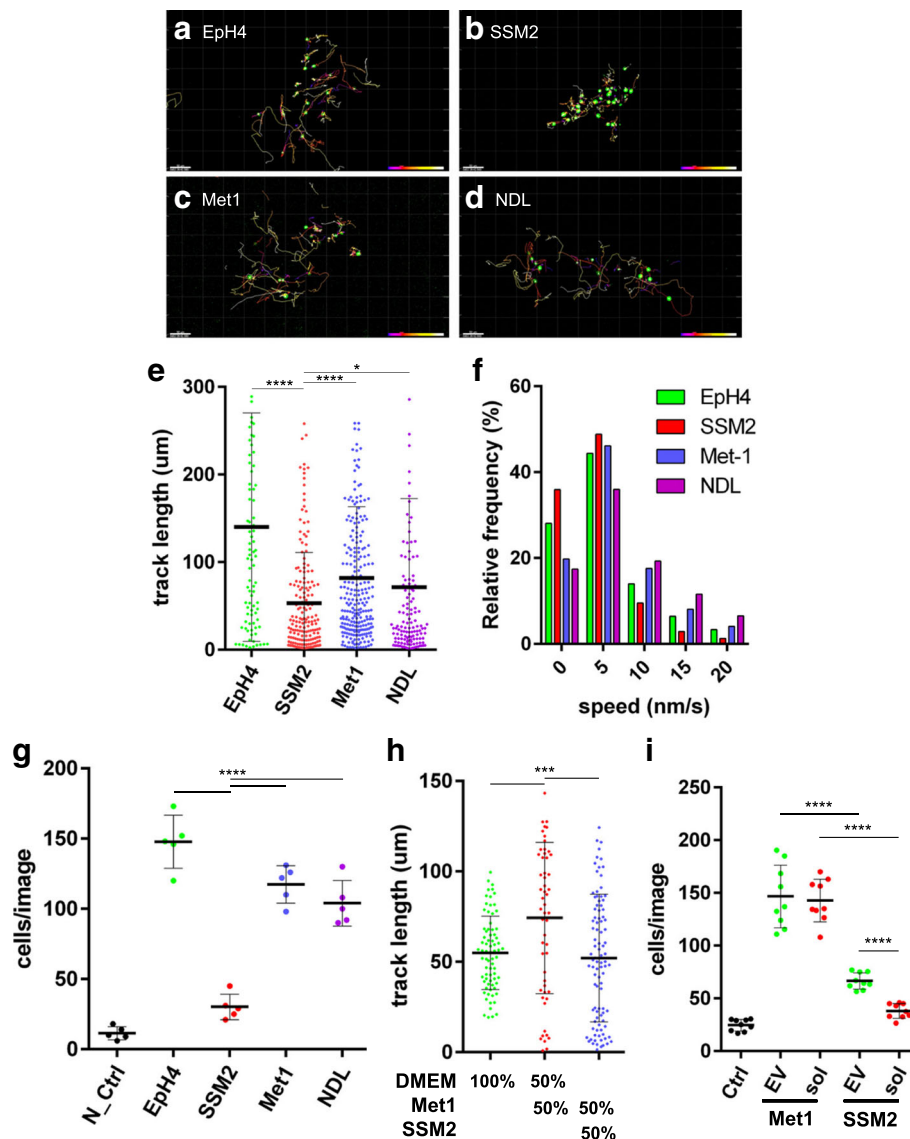 a EpH4
b SSM2
c Met1
d NDL
e
track length (um)
300
200
100
0
**** **** *
EpH4 SSM2 Met1 NDL
f
Relative frequency (%)
60
40
20
0
EpH4
SSM2
Met-1
NDL
0 5 10 15 20
speed (nm/s)
g
cells/image
200
150
100
50
0
****
N_Ctrl EpH4 SSM2 Met1 NDL
h
track length (um)
150
100
50
0
***
DMEM 100% 50%
Met1 50% 50%
SSM2 50%
i
cells/image
250
200
150
100
50
0
****
****
****
Ctrl EV sol EV sol
Met1 SSM2